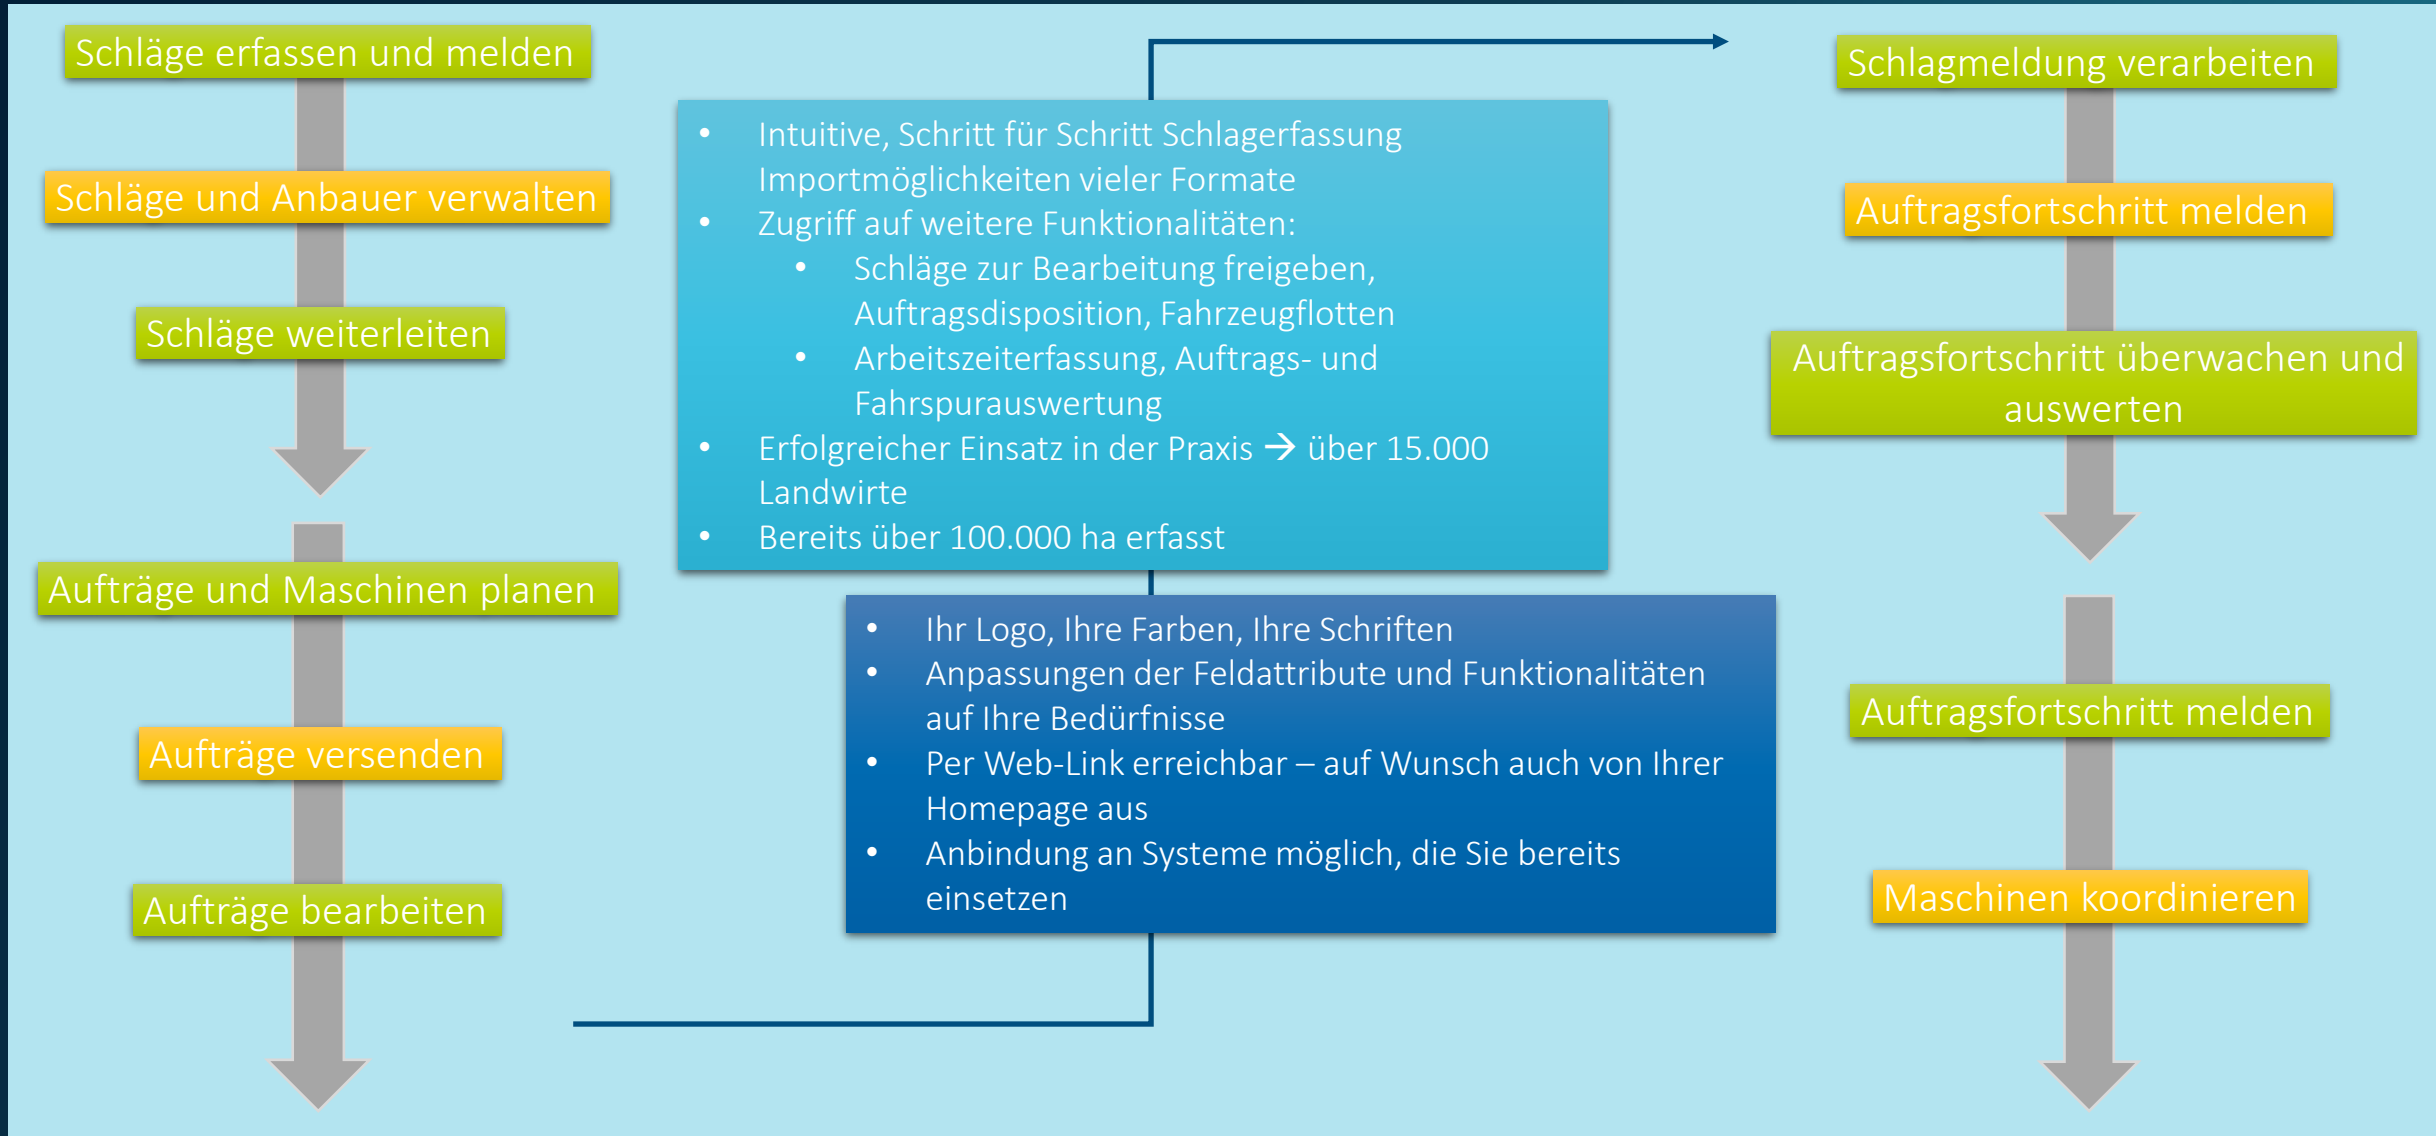 Schläge erfassen und melden
Schläge und Anbauer verwalten
Schläge weiterleiten
Aufträge und Maschinen planen
Aufträge versenden
Aufträge bearbeiten
• Intuitive, Schritt für Schritt Schlagerfassung
Importmöglichkeiten vieler Formate
• Zugriff auf weitere Funktionalitäten:
• Schläge zur Bearbeitung freigeben,
Auftragsdisposition, Fahrzeugflotten
• Arbeitszeiterfassung, Auftrags- und
Fahrspurauswertung
• Erfolgreicher Einsatz in der Praxis → über 15.000
Landwirte
• Bereits über 100.000 ha erfasst
• Ihr Logo, Ihre Farben, Ihre Schriften
• Anpassungen der Feldattribute und Funktionalitäten
auf Ihre Bedürfnisse
• Per Web-Link erreichbar – auf Wunsch auch von Ihrer
Homepage aus
• Anbindung an Systeme möglich, die Sie bereits
einsetzen
Schlagmeldung verarbeiten
Auftragsfortschritt melden
Auftragsfortschritt überwachen und
auswerten
Auftragsfortschritt melden
Maschinen koordinieren